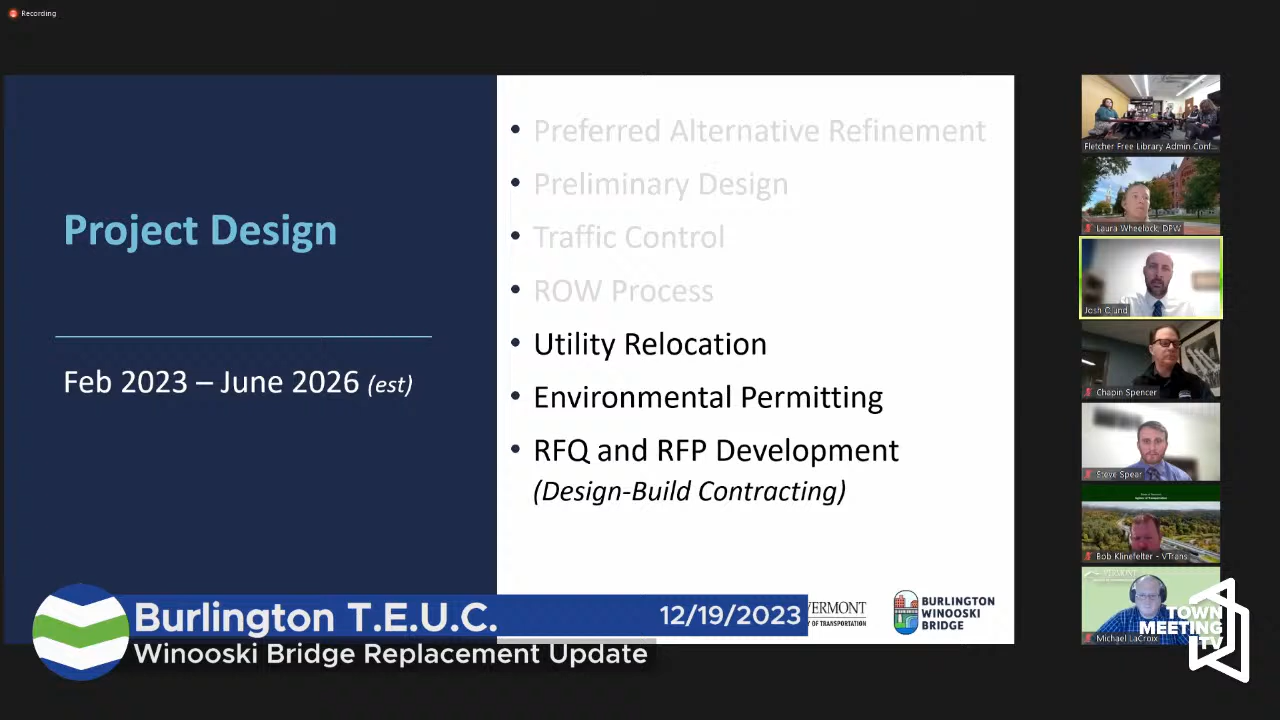 Recording
Preferred Alternative Refinement
Preliminary Design
Traffic Control
ROW Process
Utility Relocation
Environmental Permitting
RFQ and RFP Development
(Design-Build Contracting)
Project Design
Feb 2023 – June 2026 (est)
Fletcher Free Library Admin Conf...
Laura Wheelock, DPW
Josh Olund
Chapin Spencer
Steve Spear
Bob Klinefelter - VTrans
Michael LaCroix
VERMONT
Y OF TRANSPORTATION
BURLINGTON
WINOOSKI
BRIDGE
Burlington T.E.U.C.
12/19/2023
Winooski Bridge Replacement Update
TOWN
MEETING
TV